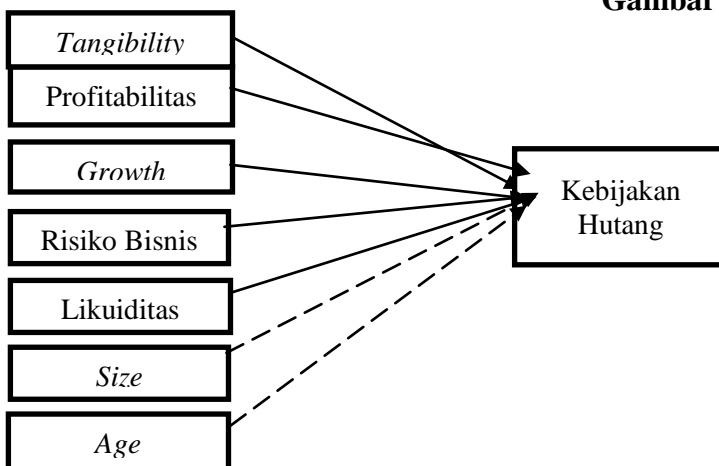 Gambar
Tangibility
Profitabilitas
Growth
Risiko Bisnis
Likuiditas
Size
Age
Kebijakan
Hutang